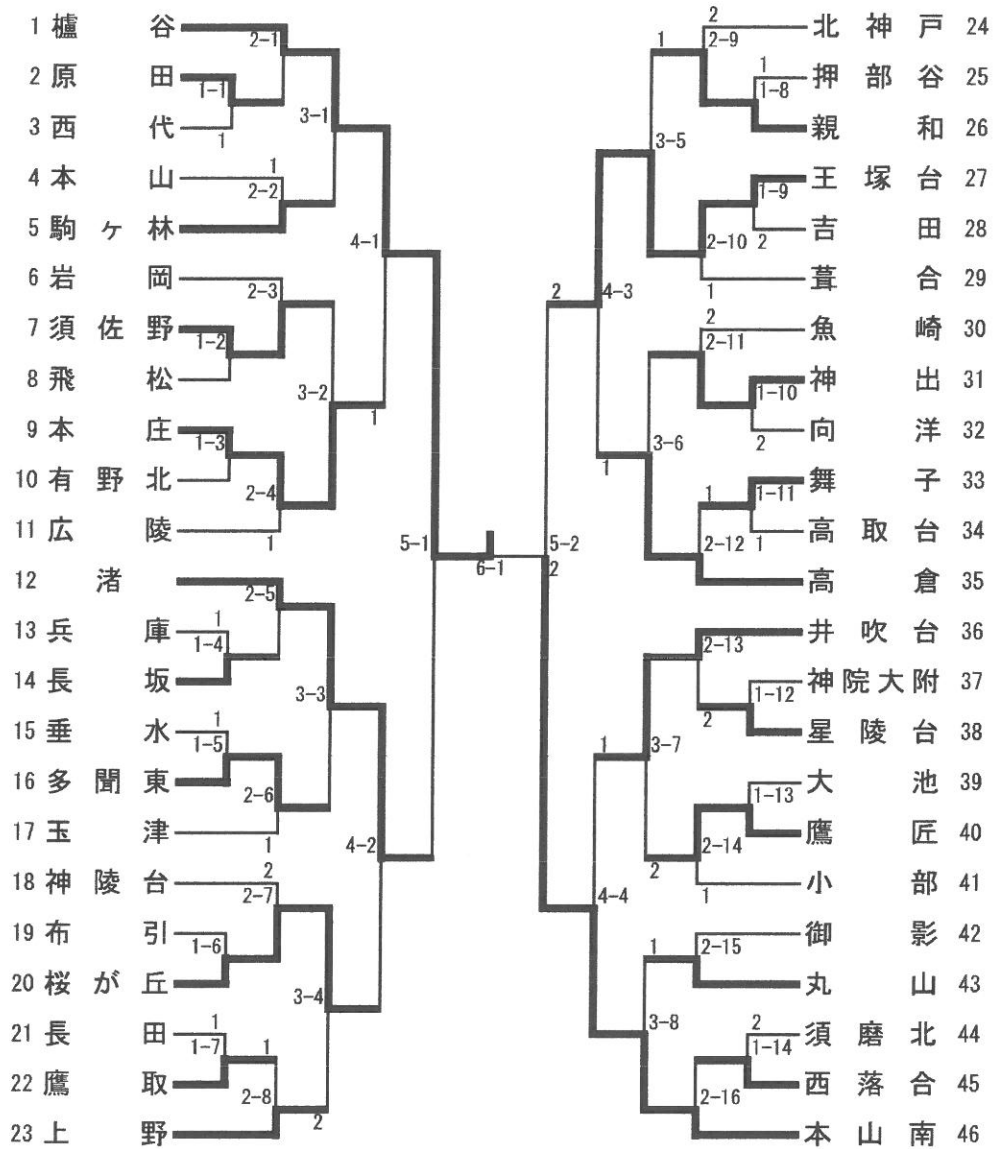 1 櫨谷
2-1
2 原田
1-1
3 西代
1
3-1
4 本山
1
2-2
5 駒ヶ林
4-1
6 岩岡
2-3
7 須佐野
1-2
8 飛松
3-2
1
9 本庄
1-3
10 有野北
2-4
11 広陵
1
5-1
12 渚
2-5
13 兵庫
1
1-4
14 長坂
3-3
15 垂水
1
1-5
16 多聞東
2-6
17 玉津
1
4-2
18 神陵台
2
2-7
19 布引
1-6
20 桜が丘
3-4
21 長田
1
1-7
1
22 鷹取
2-8
2
23 上野
6-1
2
北神戸 24
2-9
1
1
押部谷 25
1-8
親和 26
3-5
王塚台 27
1-9
吉田 28
2
2-10
葺合 29
1
2
4-3
2
魚崎 30
2-11
神出 31
1-10
向洋 32
2
3-6
1
舞子 33
1
1-11
高取台 34
1
2-12
高倉 35
5-2
2
井吹台 36
2-13
神院大附 37
1-12
星陵台 38
2
1
3-7
大池 39
1-13
鷹匠 40
2-14
2
小部 41
1
4-4
御影 42
1
2-15
丸山 43
3-8
須磨北 44
2
1-14
西落合 45
2-16
本山南 46